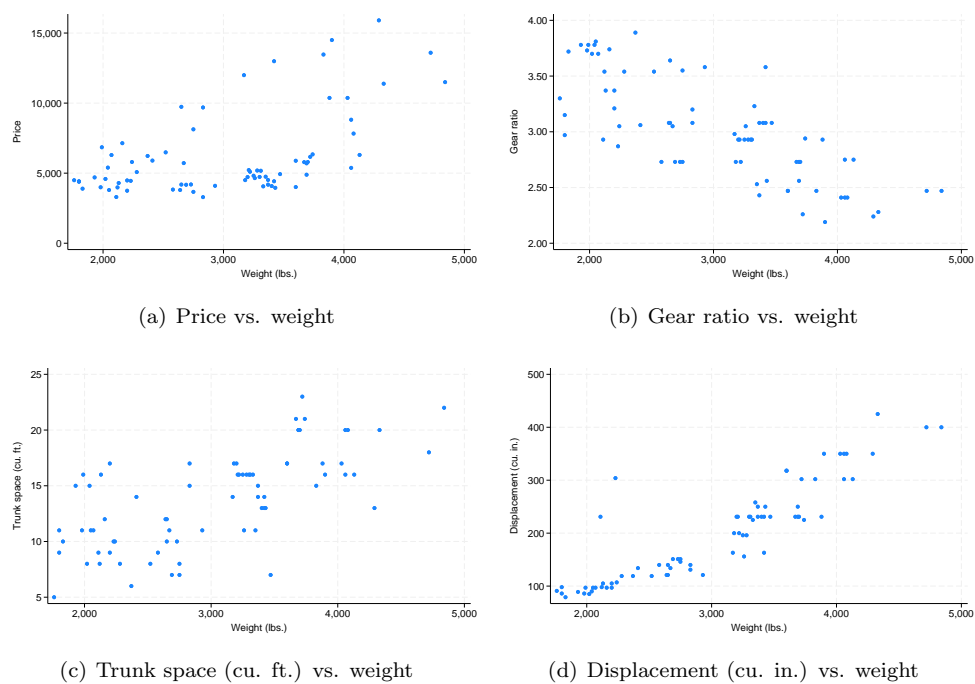 15,000
10,000
5,000
0
Price
2,000 3,000 4,000 5,000
Weight (lbs.)
(a) Price vs. weight
4.00
3.50
3.00
2.50
2.00
Gear ratio
2,000 3,000 4,000 5,000
Weight (lbs.)
(b) Gear ratio vs. weight
25
20
15
10
5
Trunk space (cu. ft.)
2,000 3,000 4,000 5,000
Weight (lbs.)
(c) Trunk space (cu. ft.) vs. weight
500
400
300
200
100
Displacement (cu. in.)
2,000 3,000 4,000 5,000
Weight (lbs.)
(d) Displacement (cu. in.) vs. weight